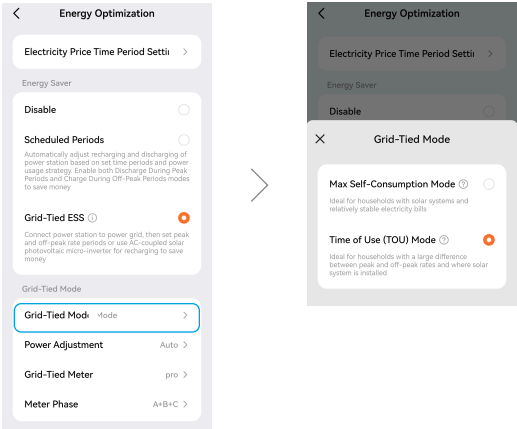 Energy Optimization
Electricity Price Time Period Settin
Energy Saver
Disable
Scheduled Periods
Automatically adjust recharging and discharging of
power station based on set time periods and power
usage strategy. Enable both Discharge During Peak
Periods and Charge During Off-Peak Periods modes
to save money
Grid-Tied ESS
Connect power station to power grid, then set peak
and off-peak rate periods or use AC-coupled solar
photovoltaic micro-inverter for recharging to save
money
Grid-Tied Mode
Grid-Tied Mode Mode
Power Adjustment Auto
Grid-Tied Meter pro
Meter Phase A+B+C
Energy Optimization
Electricity Price Time Period Settin
Energy Saver
Disable
Grid-Tied Mode
Max Self-Consumption Mode
Ideal for households with solar systems and
relatively stable electricity bills
Time of Use (TOU) Mode
Ideal for households with a large difference
between peak and off-peak rates and where solar
system is installed